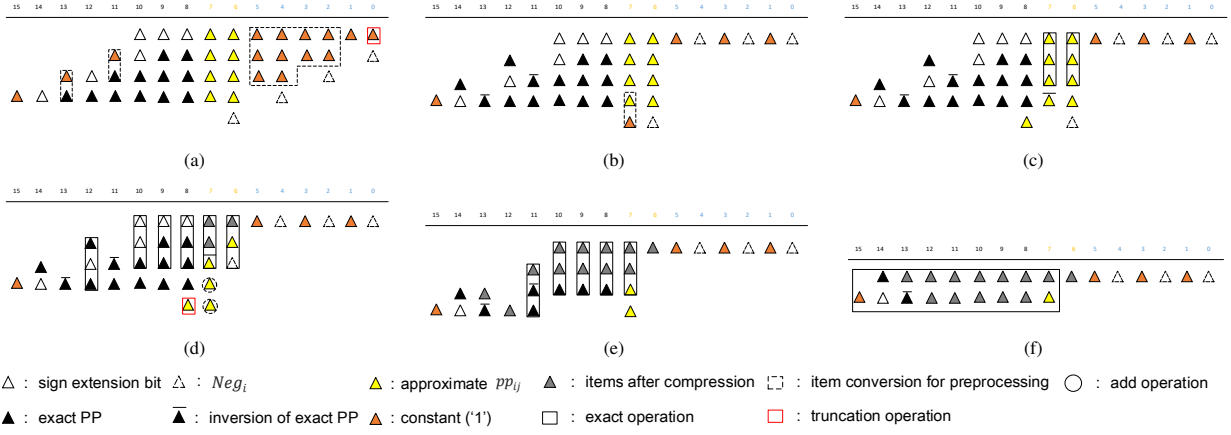 15 14 13 12 11 10 9 8 7 6 5 4 3 2 1 0
15 14 13 12 11 10 9 8 7 6 5 4 3 2 1 0
15 14 13 12 11 10 9 8 7 6 5 4 3 2 1 0
(a)
(b)
(c)
15 14 13 12 11 10 9 8 7 6 5 4 3 2 1 0
15 14 13 12 11 10 9 8 7 6 5 4 3 2 1 0
15 14 13 12 11 10 9 8 7 6 5 4 3 2 1 0
(d)
(e)
(f)
: sign extension bit : Neg_i : approximate pp_ij : items after compression : item conversion for preprocessing : add operation
: exact PP : inversion of exact PP : constant ('1') : exact operation : truncation operation